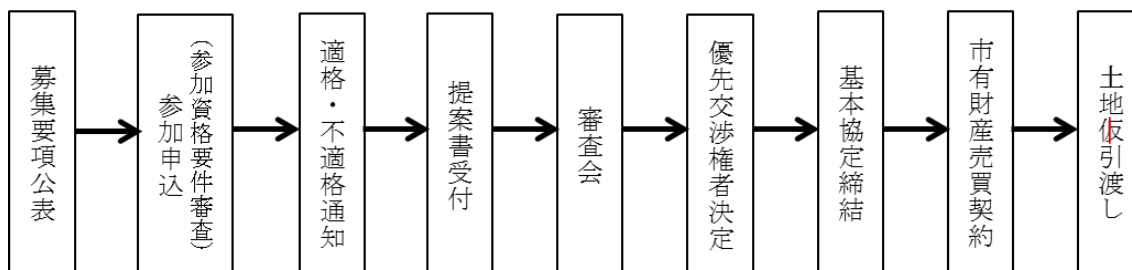 募集要項公表
参加申込
(参加資格要件審査)
適格・不適格通知
提案書受付
審査会
優先交渉権者決定
基本協定締結
市有財産売買契約
土地仮引渡し